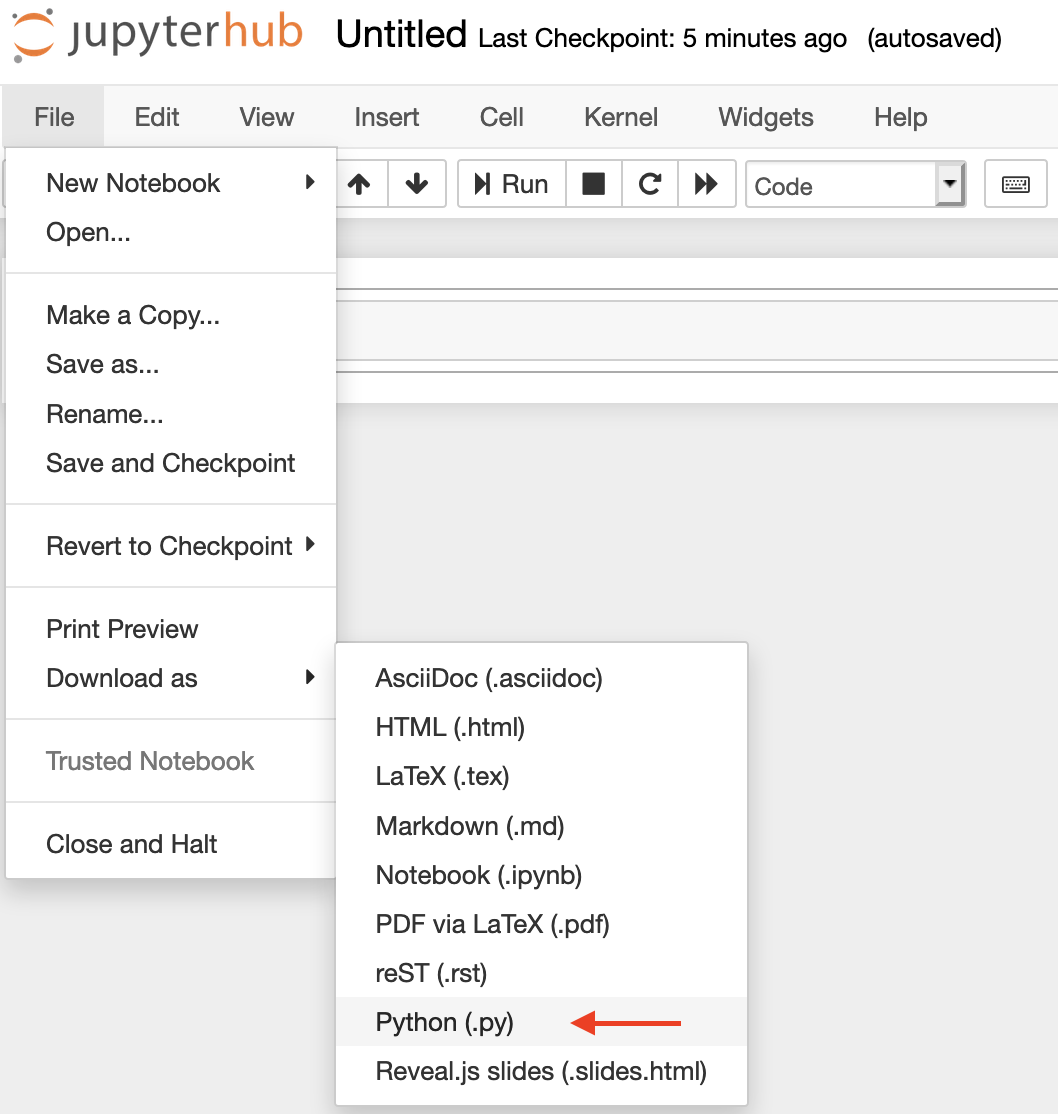 jupyterhub Untitled Last Checkpoint: 5 minutes ago (autosaved)
File Edit View Insert Cell Kernel Widgets Help
Run Code
New Notebook
Open...
Make a Copy...
Save as...
Rename...
Save and Checkpoint
Revert to Checkpoint
Print Preview
Download as
Trusted Notebook
Close and Halt
AsciiDoc (.asciidoc)
HTML (.html)
LaTeX (.tex)
Markdown (.md)
Notebook (.ipynb)
PDF via LaTeX (.pdf)
reST (.rst)
Python (.py)
Reveal.js slides (.slides.html)